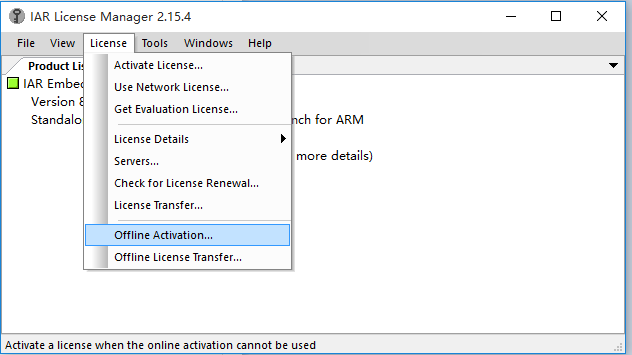 IAR License Manager 2.15.4
File View License Tools Windows Help
Product Lis
IAR Embed
Version 8
Standalo
nch for ARM
more details)
Activate License...
Use Network License...
Get Evaluation License...
License Details
Servers...
Check for License Renewal...
License Transfer...
Offline Activation...
Offline License Transfer...
Activate a license when the online activation cannot be used